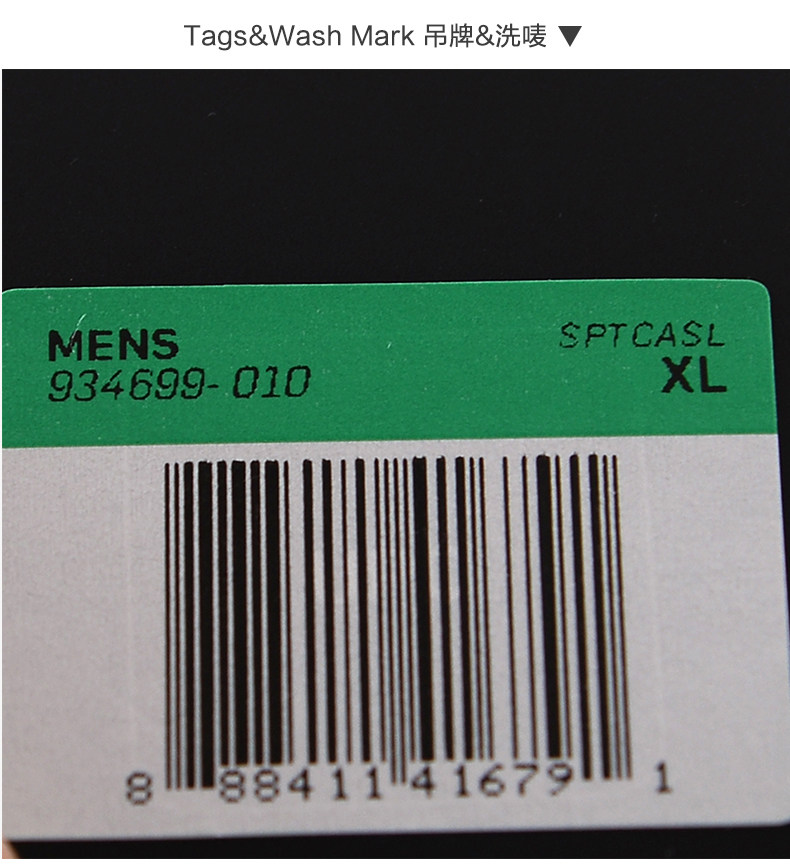 Tags&Wash Mark 吊牌&洗唛 ▼
MENS
934699-010
SPTCASL
XL
8 88411 41679 1